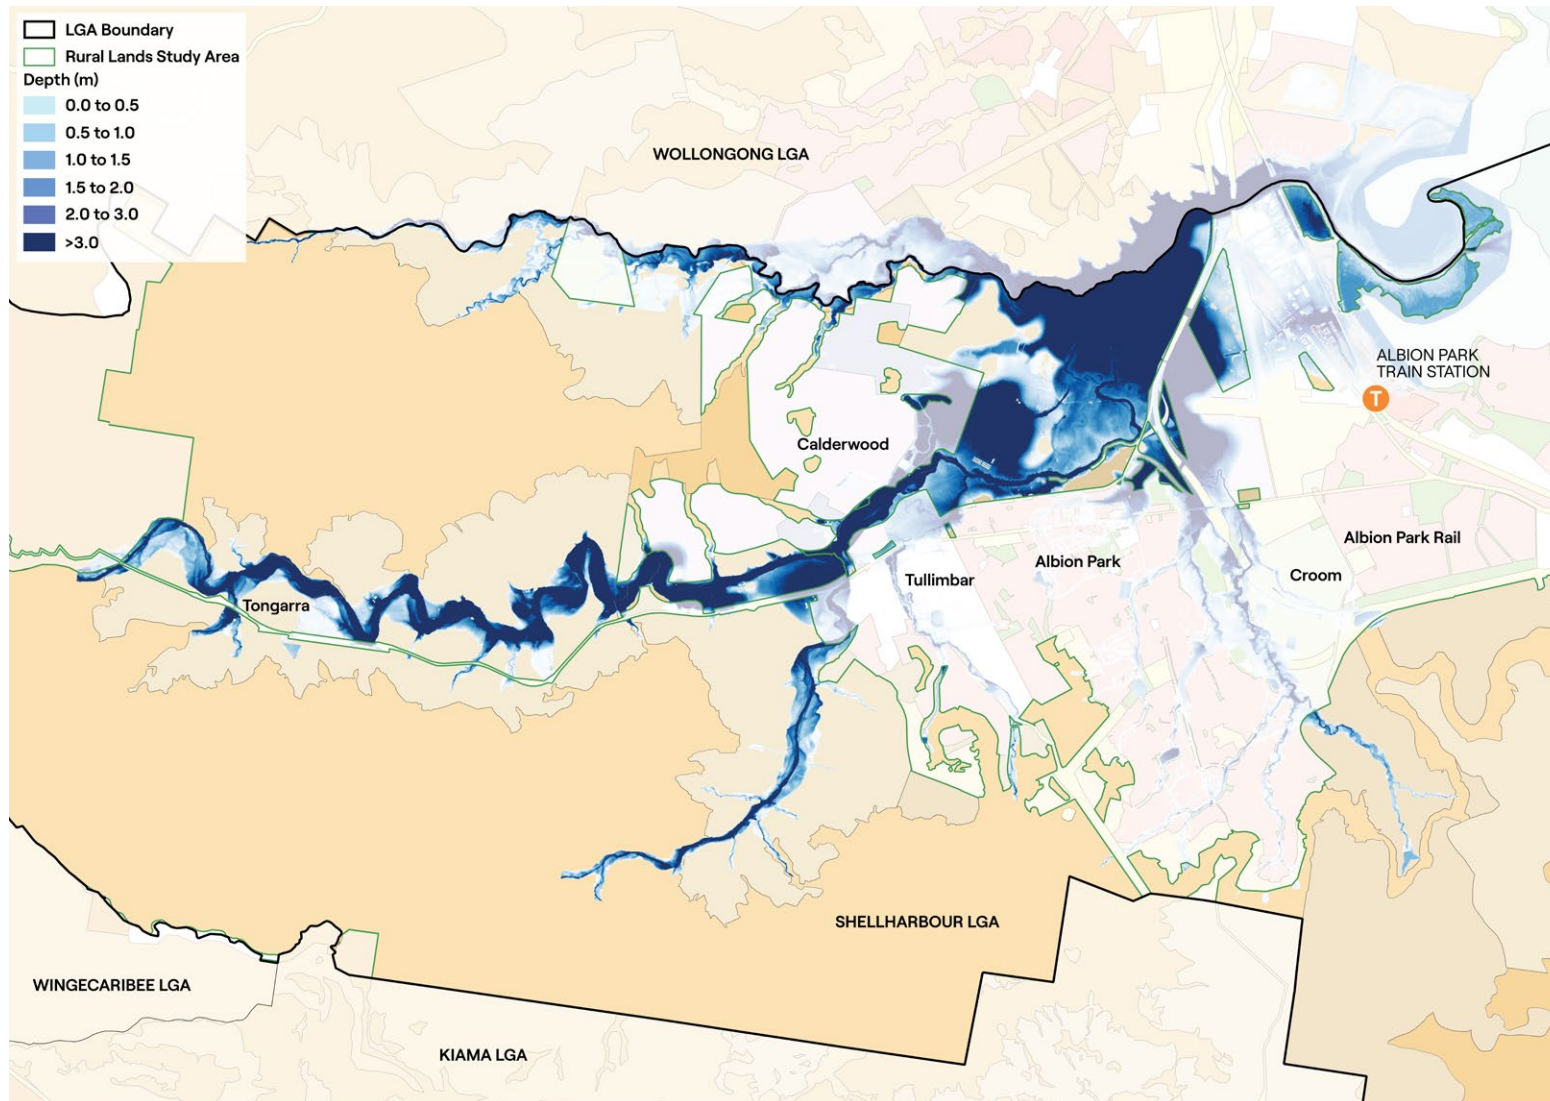 LGA Boundary
Rural Lands Study Area
Depth (m)
0.0 to 0.5
0.5 to 1.0
1.0 to 1.5
1.5 to 2.0
2.0 to 3.0
>3.0
WOLLONGONG LGA
ALBION PARK
TRAIN STATION
T
Calderwood
Albion Park Rail
Albion Park
Croom
Tullimbar
Tongarra
SHELLHARBOUR LGA
WINGECARIBEE LGA
KIAMA LGA